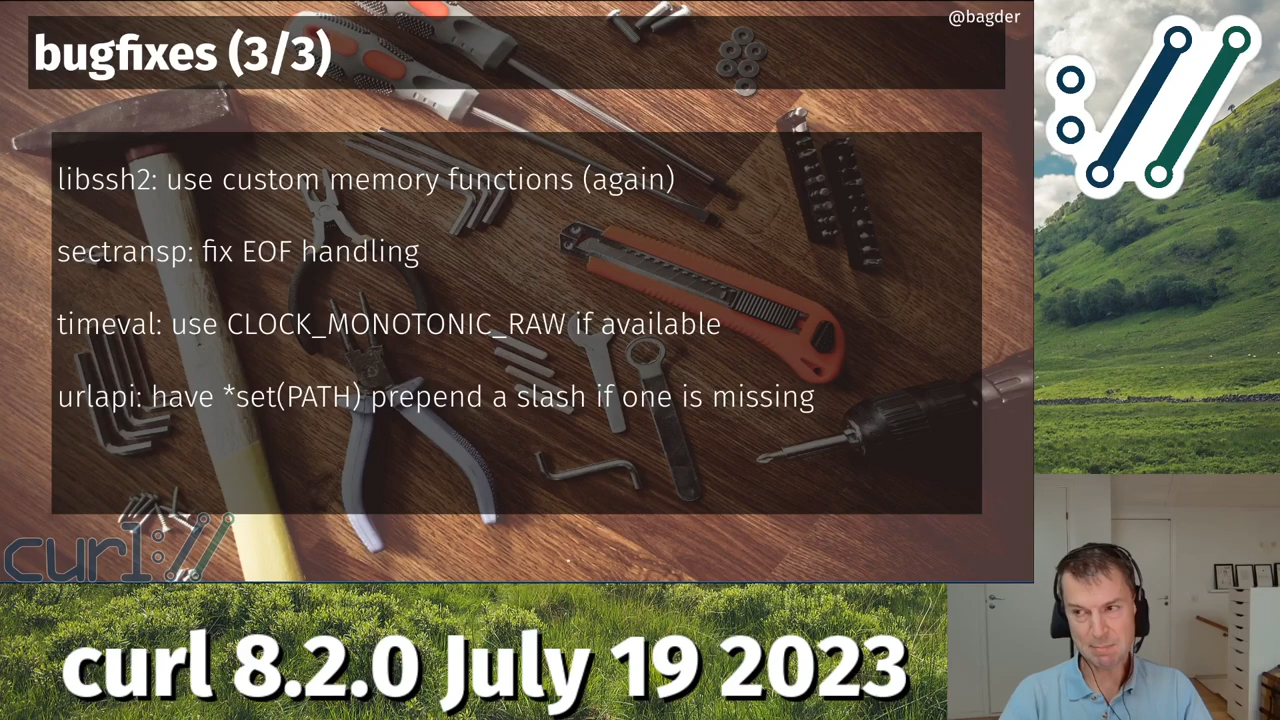 @bagder
bugfixes (3/3)
libssh2: use custom memory functions (again)
sectransp: fix EOF handling
timeval: use CLOCK_MONOTONIC_RAW if available
urlapi: have *set(PATH) prepend a slash if one is missing
curl://
curl 8.2.0 July 19 2023